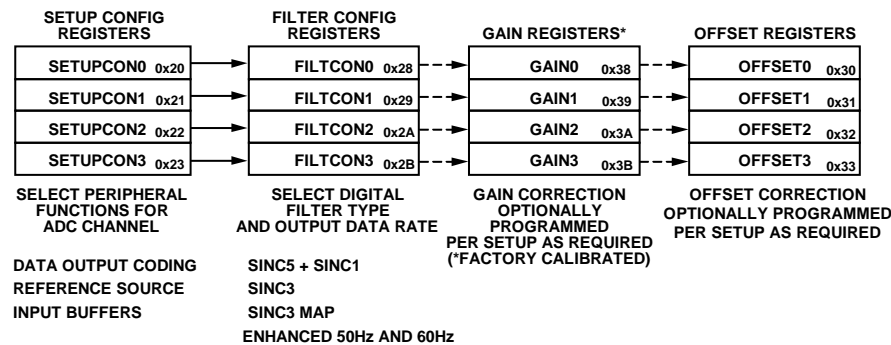 SETUP CONFIG
REGISTERS
FILTER CONFIG
REGISTERS
GAIN REGISTERS*
OFFSET REGISTERS
SETUPCON0 0x20
FILTCON0 0x28
GAIN0 0x38
OFFSET0 0x30
SETUPCON1 0x21
FILTCON1 0x29
GAIN1 0x39
OFFSET1 0x31
SETUPCON2 0x22
FILTCON2 0x2A
GAIN2 0x3A
OFFSET2 0x32
SETUPCON3 0x23
FILTCON3 0x2B
GAIN3 0x3B
OFFSET3 0x33
SELECT PERIPHERAL
FUNCTIONS FOR
ADC CHANNEL
SELECT DIGITAL
FILTER TYPE
AND OUTPUT DATA RATE
GAIN CORRECTION
OPTIONALLY
PROGRAMMED
PER SETUP AS REQUIRED
(*FACTORY CALIBRATED)
OFFSET CORRECTION
OPTIONALLY PROGRAMMED
PER SETUP AS REQUIRED
DATA OUTPUT CODING
REFERENCE SOURCE
INPUT BUFFERS
SINC5 + SINC1
SINC3
SINC3 MAP
ENHANCED 50Hz AND 60Hz